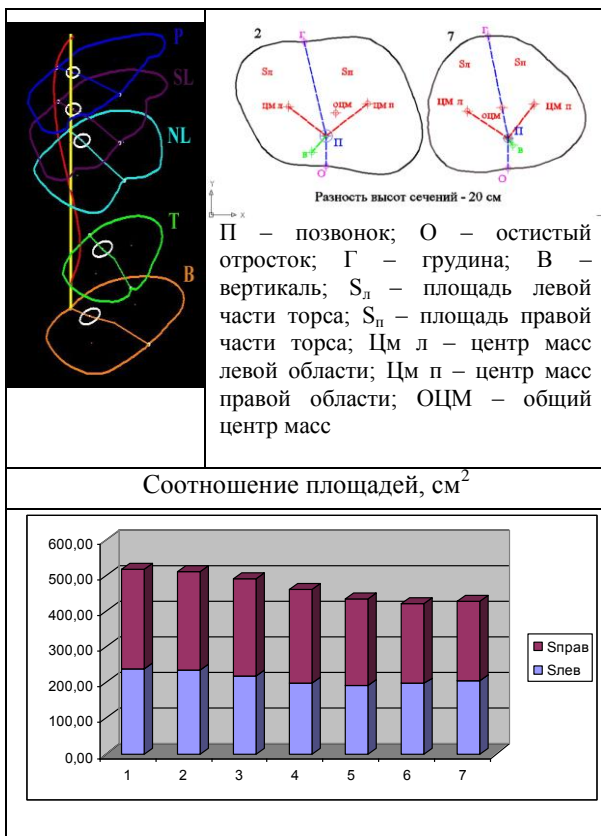 P
SL
NL
T
B
2
Г
Sл
Sп
ЦМ Л
ОЦМ
ЦМ П
В
П
О
7
Г
Sл
Sп
ЦМ Л
ОЦМ
ЦМ П
П
В
О
Y
X
Разность высот сечений - 20 см
П – позвонок; О – остистый
отросток; Г – грудина; В –
вертикаль; Sл – площадь левой
части торса; Sп – площадь правой
части торса; Цм л – центр масс
левой области; Цм п – центр масс
правой области; ОЦМ – общий
центр масс
Соотношение площадей, см²
600,00
500,00
400,00
300,00
200,00
100,00
0,00
1 2 3 4 5 6 7
Sправ
Sлев